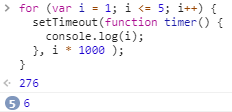 > for (var i = 1; i <= 5; i++) {
    setTimeout(function timer() {
      console.log(i);
    }, i * 1000 );
  }
< 276
5 6